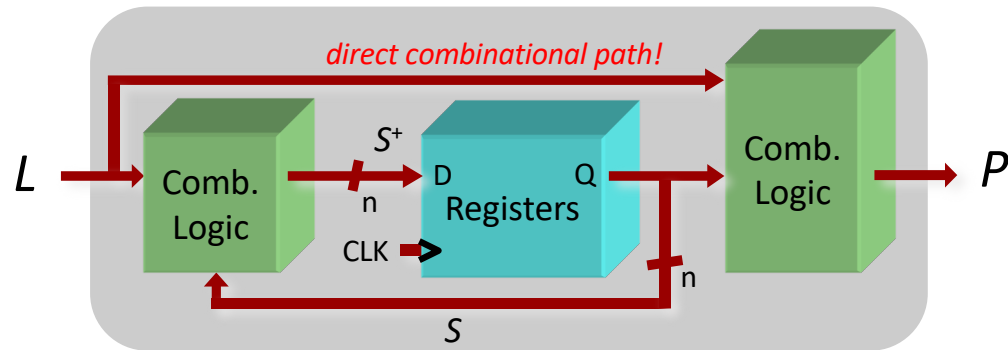 direct combinational path!
L
Comb.
Logic
S⁺
n
D
Q
Registers
CLK
n
S
Comb.
Logic
P